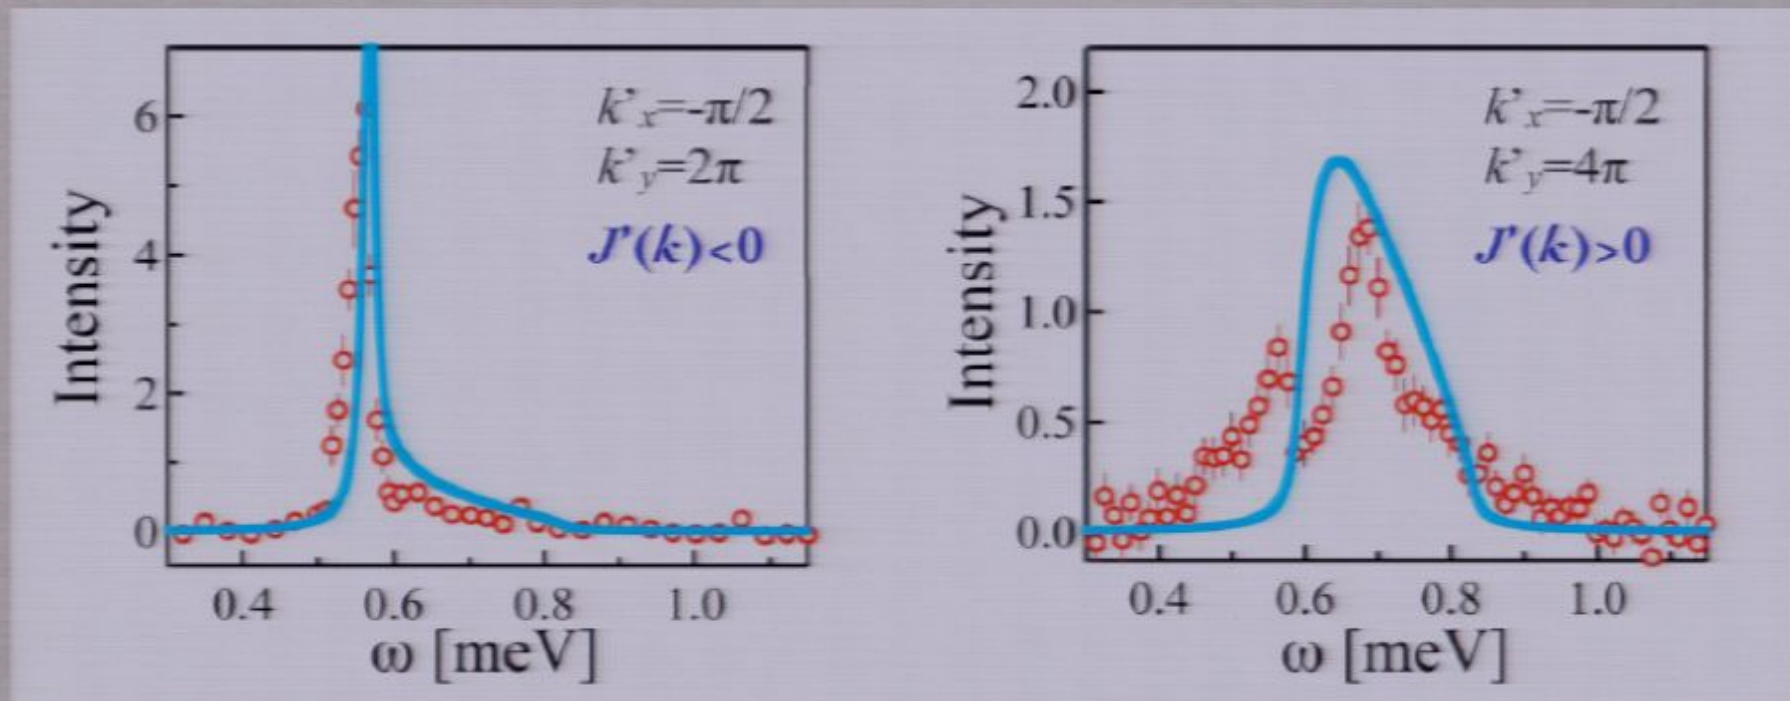 Intensity
6
4
2
0
k'x=-π/2
k'y=2π
J'(k)<0
0.4 0.6 0.8 1.0
ω [meV]
Intensity
2.0
1.5
1.0
0.5
0.0
k'x=-π/2
k'y=4π
J'(k)>0
0.4 0.6 0.8 1.0
ω [meV]